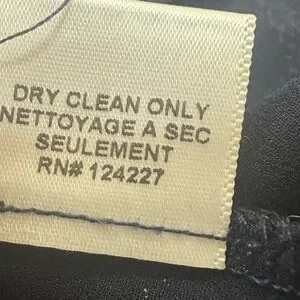 DRY CLEAN ONLY
NETTOYAGE A SEC
SEULEMENT
RN# 124227